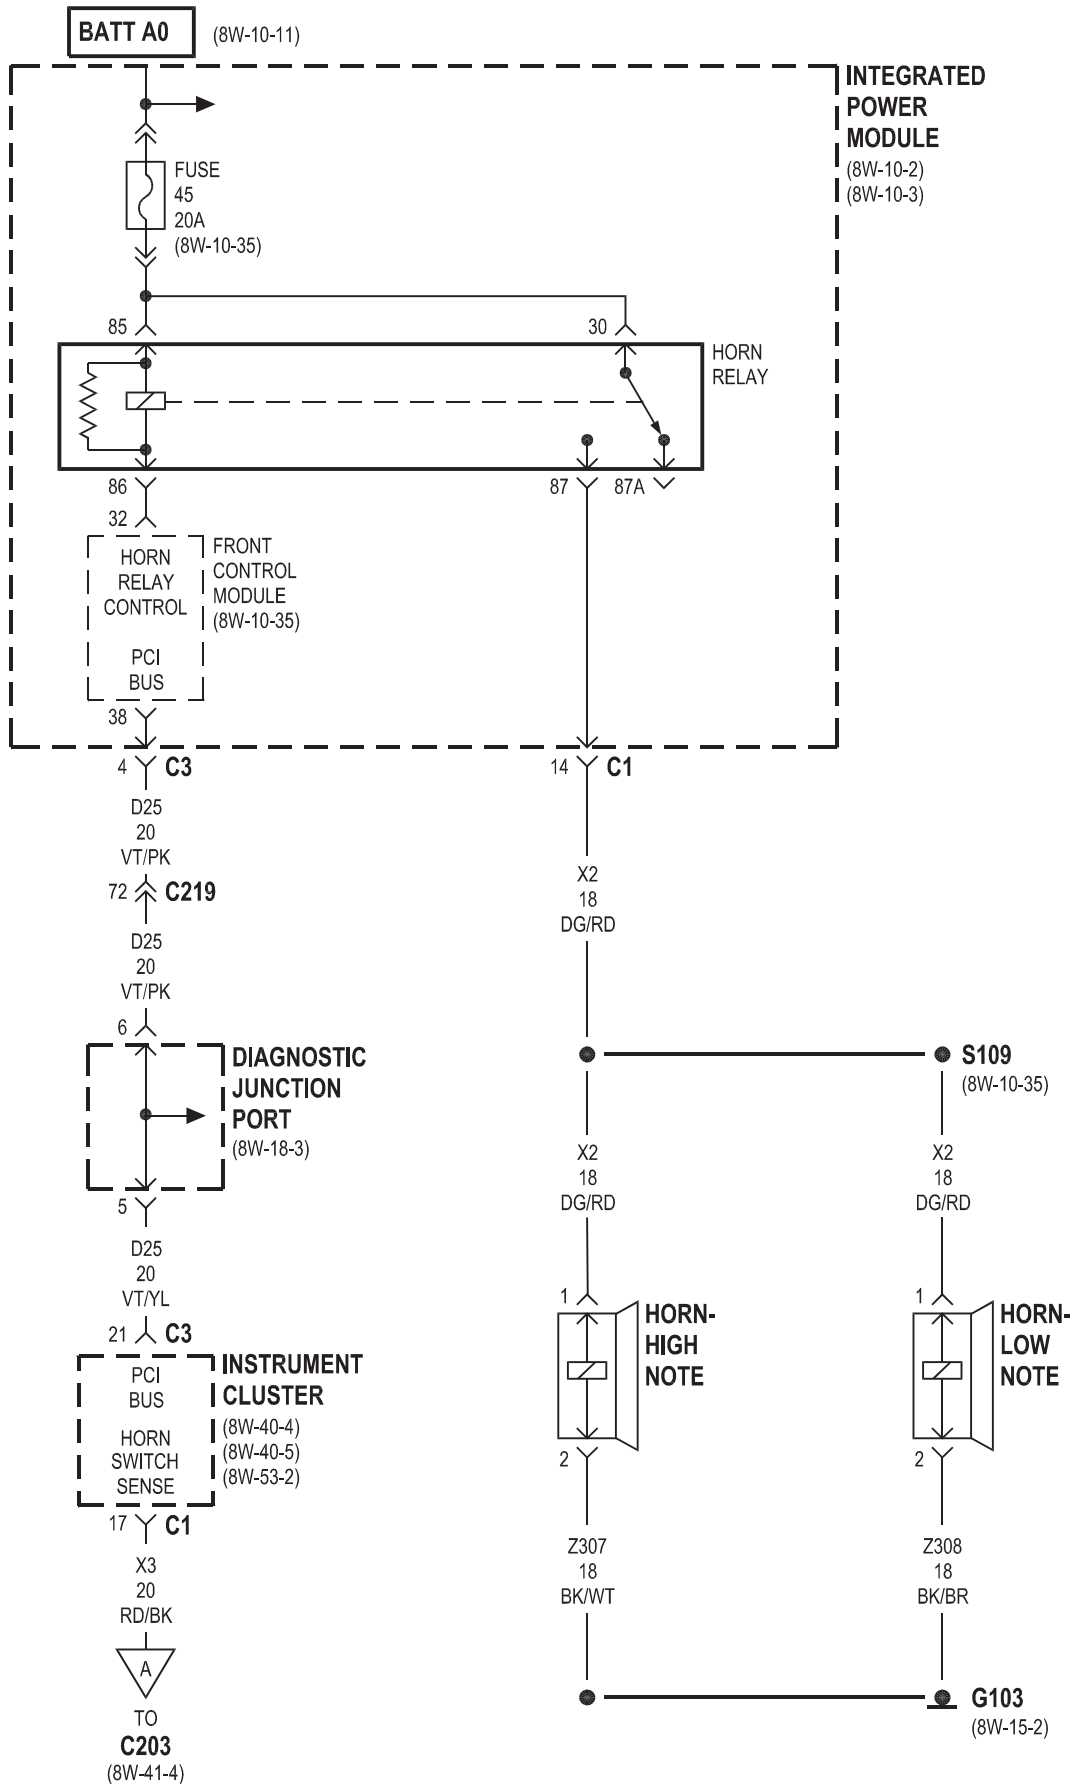 BATT A0
(8W-10-11)
INTEGRATED
POWER
MODULE
(8W-10-2)
(8W-10-3)
FUSE
45
20A
(8W-10-35)
85
30
HORN
RELAY
86
87
87A
32
HORN
RELAY
CONTROL
PCI
BUS
FRONT
CONTROL
MODULE
(8W-10-35)
38
4
C3
14
C1
D25
20
VT/PK
X2
18
DG/RD
72
C219
D25
20
VT/PK
6
DIAGNOSTIC
JUNCTION
PORT
(8W-18-3)
S109
(8W-10-35)
X2
18
DG/RD
X2
18
DG/RD
5
D25
20
VT/YL
21
C3
PCI
BUS
HORN
SWITCH
SENSE
INSTRUMENT
CLUSTER
(8W-40-4)
(8W-40-5)
(8W-53-2)
1
HORN-
HIGH
NOTE
2
1
HORN-
LOW
NOTE
2
17
C1
X3
20
RD/BK
Z307
18
BK/WT
Z308
18
BK/BR
A
TO
C203
(8W-41-4)
G103
(8W-15-2)